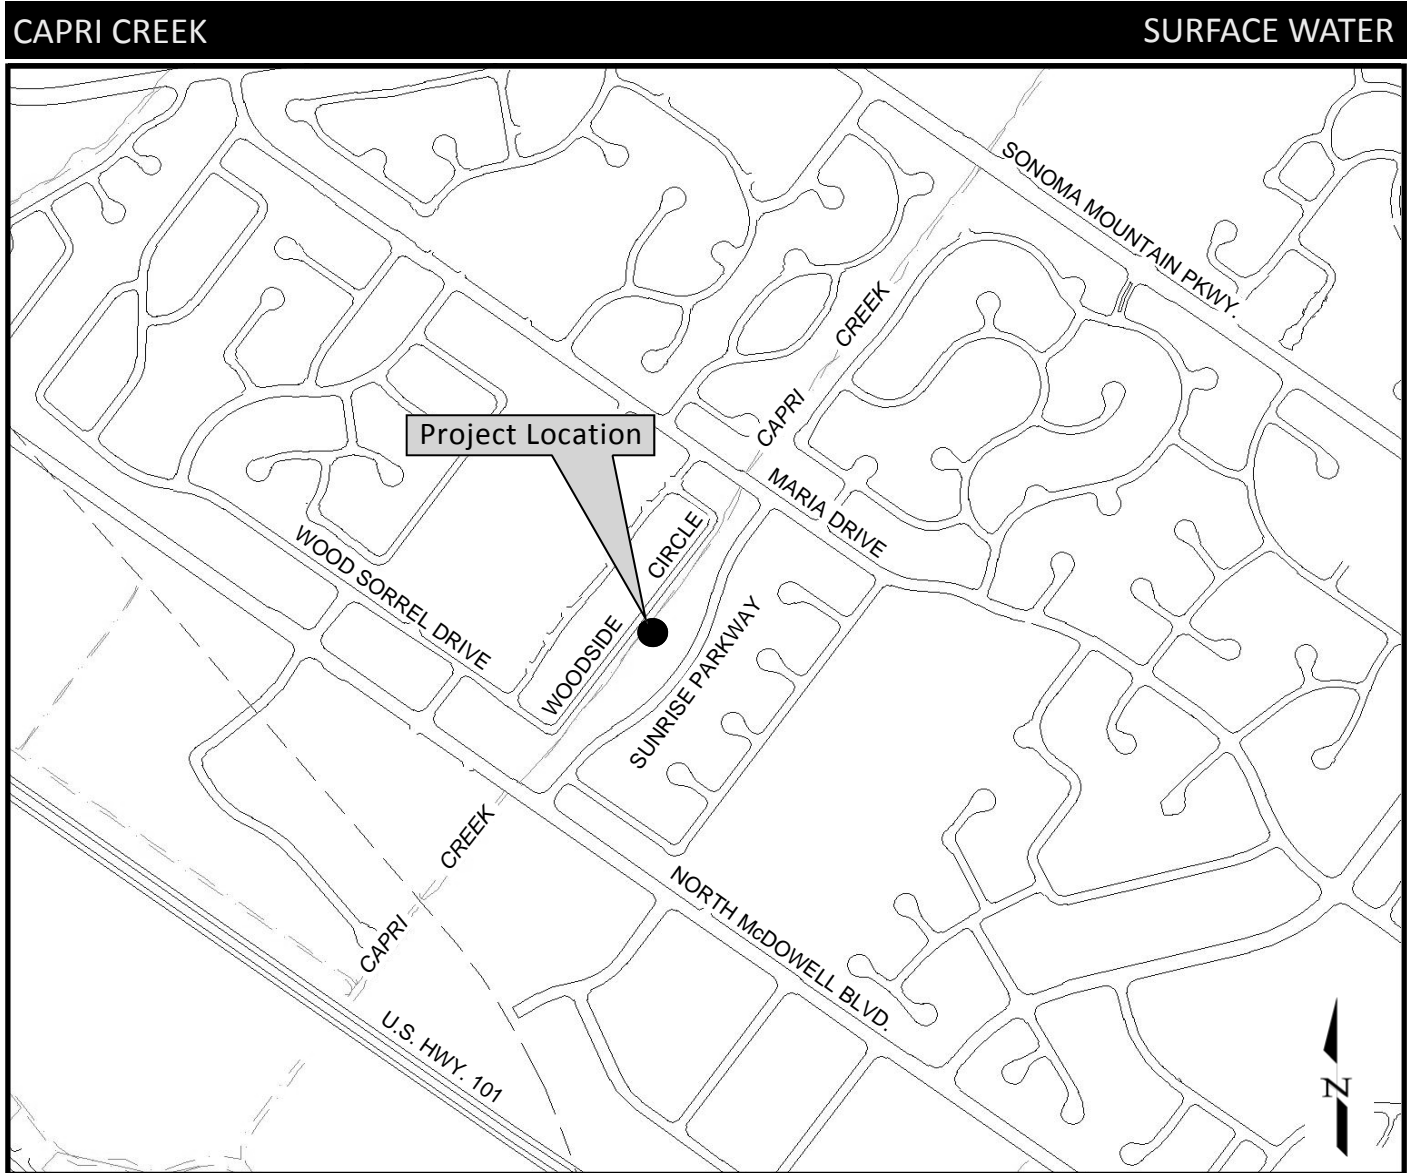 CAPRI CREEK
SURFACE WATER
SONOMA MOUNTAIN PKWY.
CREEK
CAPRI
Project Location
MARIA DRIVE
CIRCLE
WOOD SORREL DRIVE
WOODSIDE
SUNRISE PARKWAY
CREEK
CAPRI
NORTH McDOWELL BLVD.
U.S. HWY. 101
N